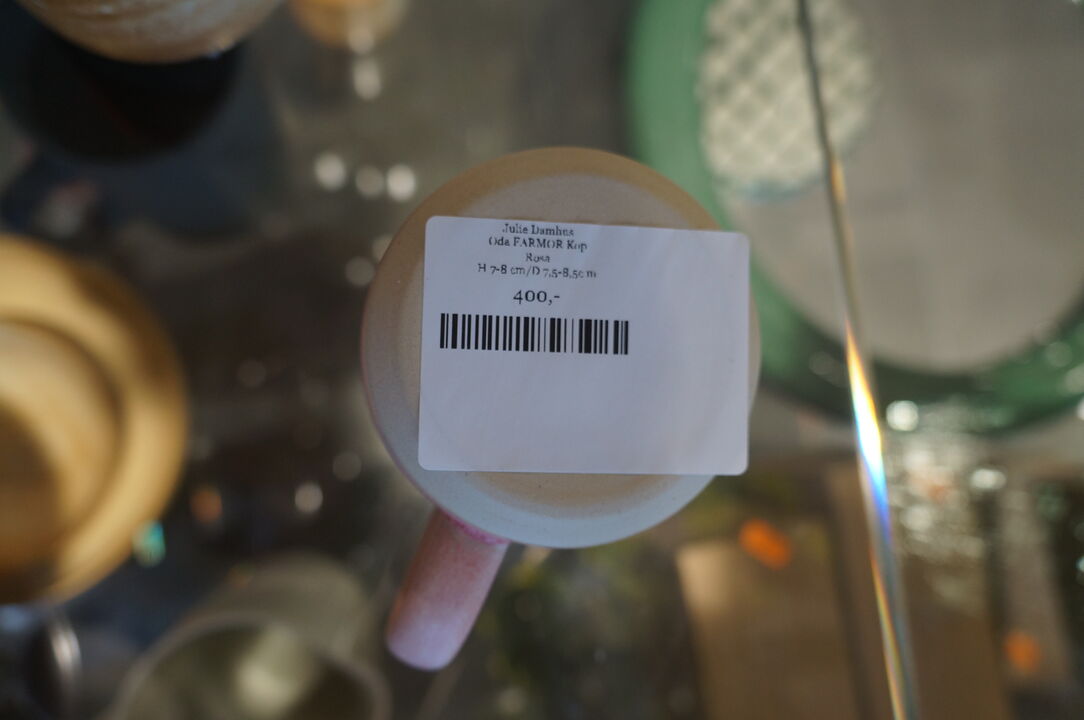 Julie Damhus
Oda FARMOR Kop
Rosa
H 7-8 cm/D 7,5-8,5cm
400,-